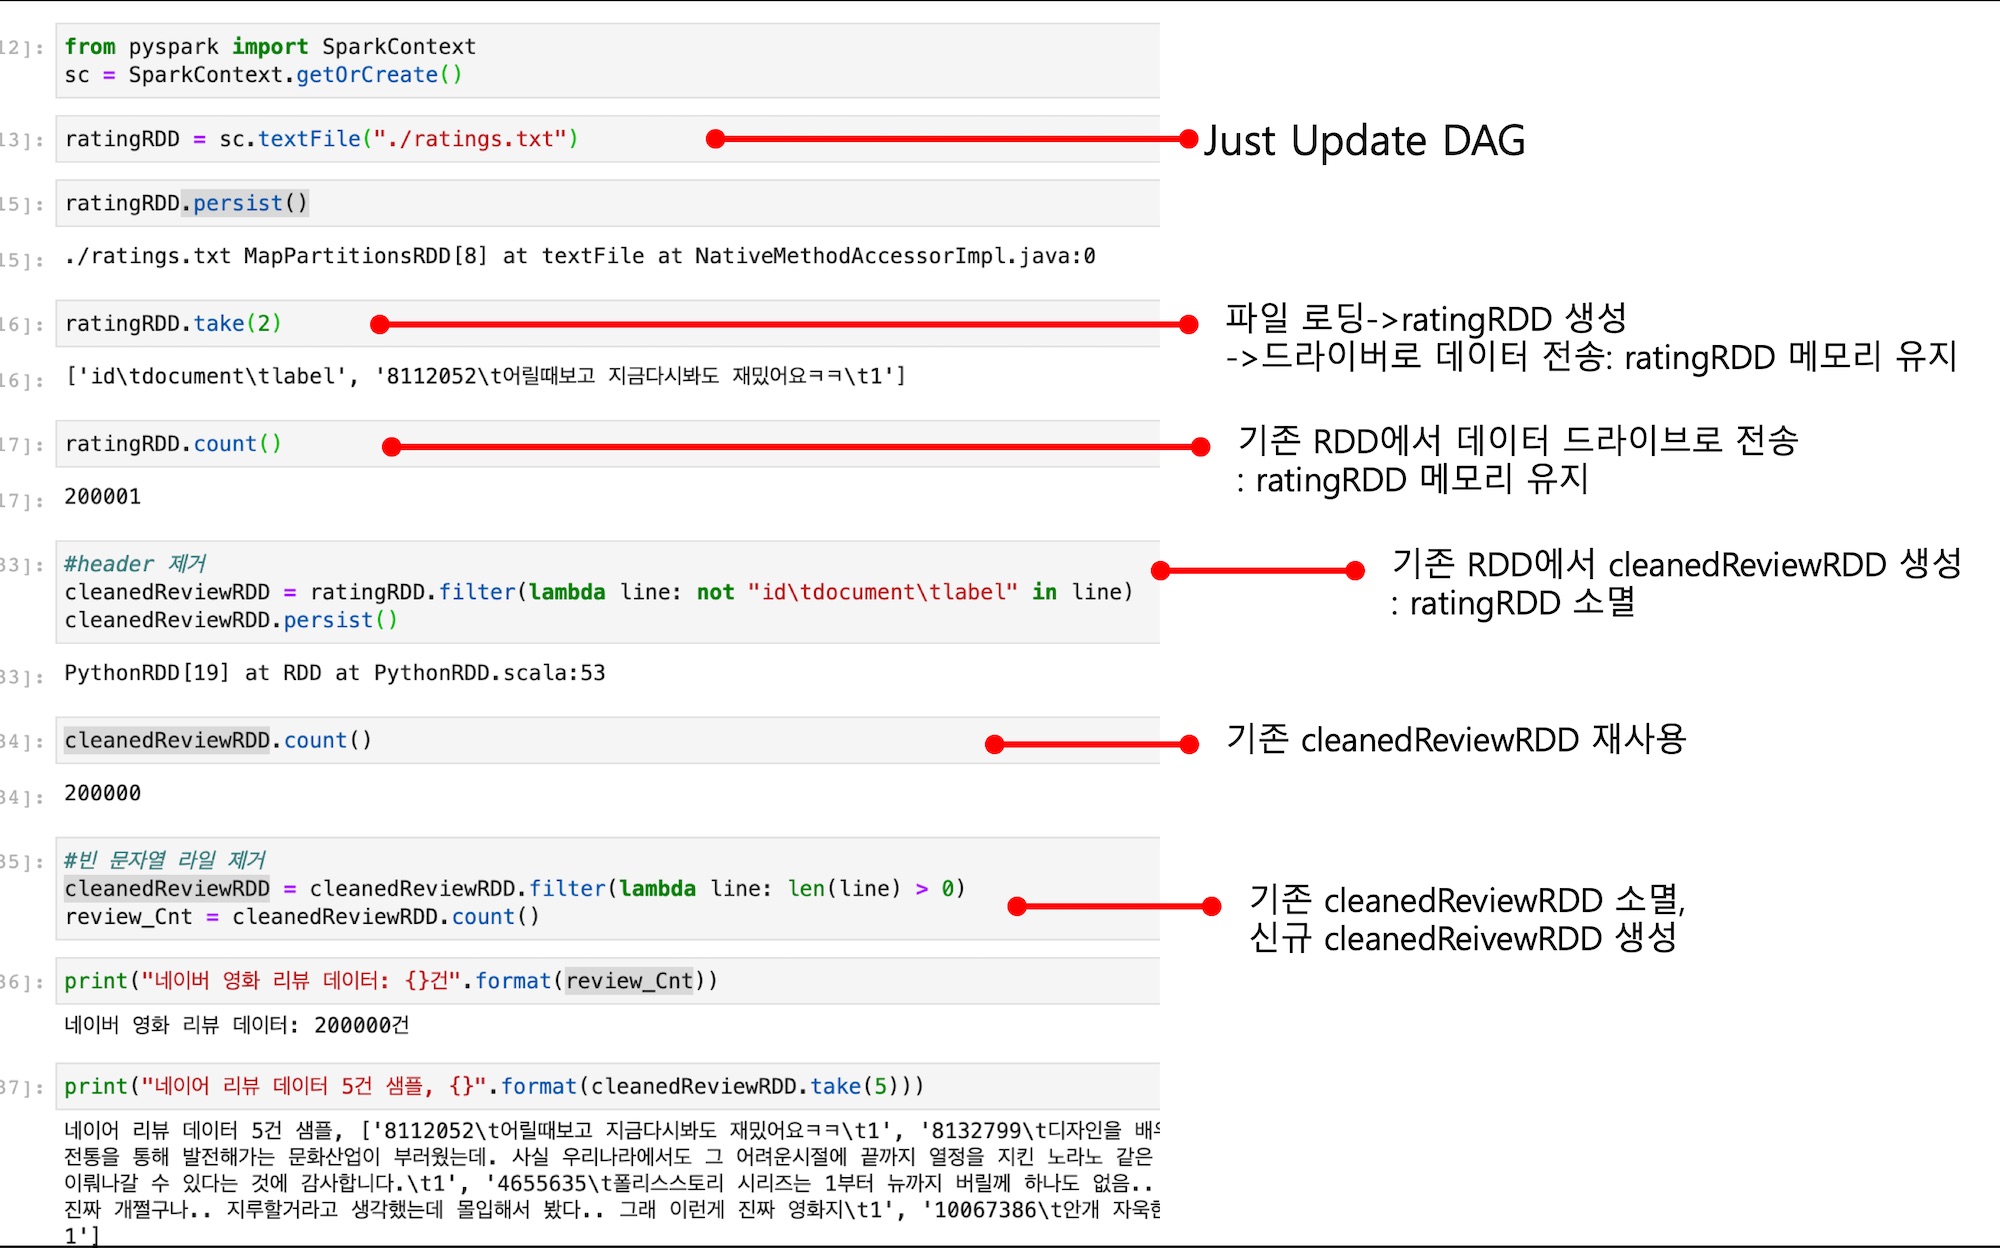 12]: from pyspark import SparkContext
sc = SparkContext.getOrCreate()
13]: ratingRDD = sc.textFile("./ratings.txt")
Just Update DAG
15]: ratingRDD.persist()
15]: ./ratings.txt MapPartitionsRDD[8] at textFile at NativeMethodAccessorImpl.java:0
16]: ratingRDD.take(2)
파일 로딩->ratingRDD 생성
->드라이버로 데이터 전송: ratingRDD 메모리 유지
16]: ['id\tdocument\tlabel', '8112052\t어릴때보고 지금다시봐도 재밌어요ㅋㅋ\t1']
17]: ratingRDD.count()
기존 RDD에서 데이터 드라이브로 전송
: ratingRDD 메모리 유지
17]: 200001
33]: #header 제거
cleanedReviewRDD = ratingRDD.filter(lambda line: not "id\tdocument\tlabel" in line)
cleanedReviewRDD.persist()
기존 RDD에서 cleanedReviewRDD 생성
: ratingRDD 소멸
33]: PythonRDD[19] at RDD at PythonRDD.scala:53
34]: cleanedReviewRDD.count()
기존 cleanedReviewRDD 재사용
34]: 200000
35]: #빈 문자열 라일 제거
cleanedReviewRDD = cleanedReviewRDD.filter(lambda line: len(line) > 0)
review_Cnt = cleanedReviewRDD.count()
기존 cleanedReviewRDD 소멸,
신규 cleanedReivewRDD 생성
36]: print("네이버 영화 리뷰 데이터: {}건".format(review_Cnt))
네이버 영화 리뷰 데이터: 200000건
37]: print("네이어 리뷰 데이터 5건 샘플, {}".format(cleanedReviewRDD.take(5)))
네이어 리뷰 데이터 5건 샘플, ['8112052\t어릴때보고 지금다시봐도 재밌어요ㅋㅋ\t1', '8132799\t디자인을
전통을 통해 발전해가는 문화산업이 부러웠는데. 사실 우리나라에서도 그 어려운시절에 끝까지 열정을 지킨 노라노 같은
이뤄나갈 수 있다는 것에 감사합니다.\t1', '4655635\t폴리스스토리 시리즈는 1부터 뉴까지 버릴께 하나도 없음..
진짜 개쩔구나.. 지루할거라고 생각했는데 몰입해서 봤다.. 그래 이런게 진짜 영화지\t1', '10067386\t안개
1']